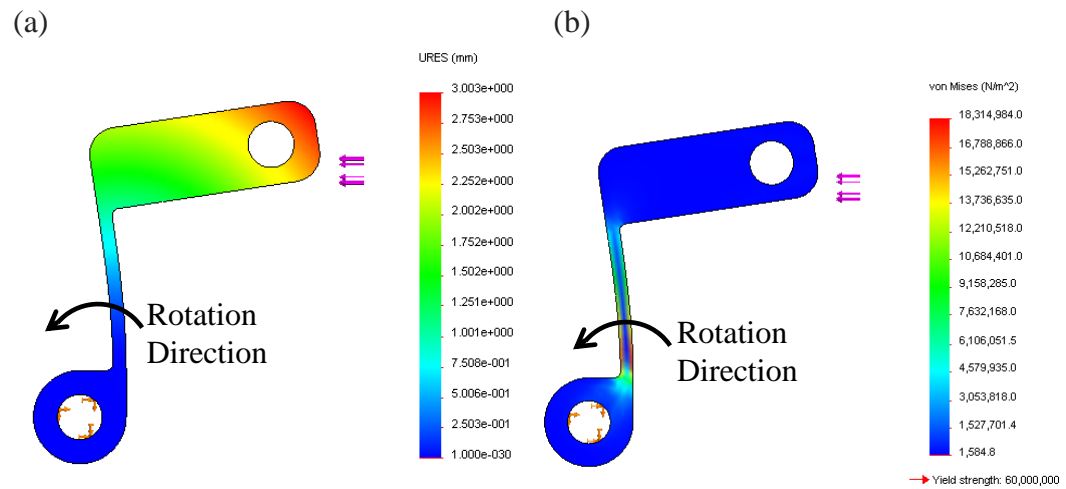 (a)
URES (mm)
3.003e+000
2.753e+000
2.503e+000
2.252e+000
2.002e+000
1.752e+000
1.502e+000
1.251e+000
1.001e+000
7.508e-001
5.006e-001
2.503e-001
1.000e-030
Rotation
Direction
(b)
von Mises (N/m^2)
18,314,984.0
16,788,866.0
15,262,751.0
13,736,635.0
12,210,518.0
10,684,401.0
9,158,285.0
7,632,168.0
6,106,051.5
4,579,935.0
3,053,818.0
1,527,701.4
1,584.8
Yield strength: 60,000,000
Rotation
Direction